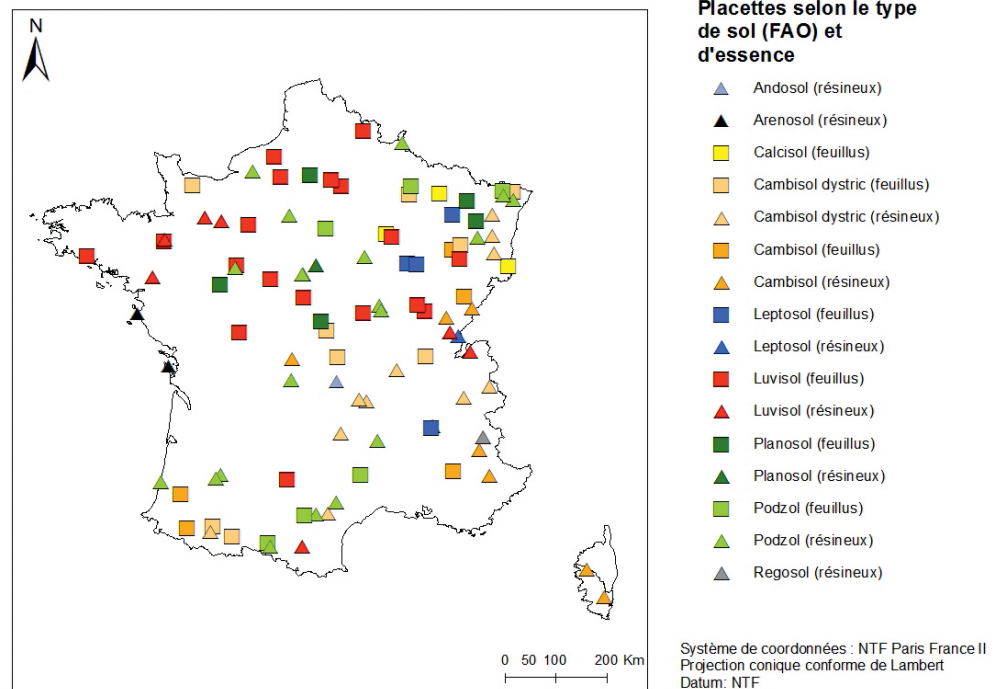 N
Placettes selon le type
de sol (FAO) et
d'essence
Andosol (résineux)
Arenosol (résineux)
Calcisol (feuillus)
Cambisol dystric (feuillus)
Cambisol dystric (résineux)
Cambisol (feuillus)
Cambisol (résineux)
Leptosol (feuillus)
Leptosol (résineux)
Luvisol (feuillus)
Luvisol (résineux)
Planosol (feuillus)
Planosol (résineux)
Podzol (feuillus)
Podzol (résineux)
Regosol (résineux)
0 50 100 200 Km
Système de coordonnées : NTF Paris France II
Projection conique conforme de Lambert
Datum: NTF